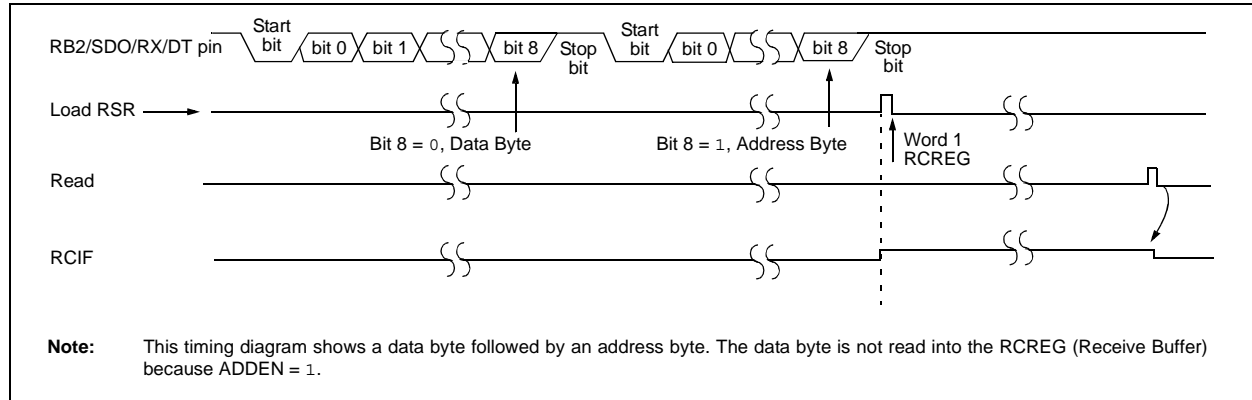 RB2/SDO/RX/DT pin
Start bit
bit 0
bit 1
bit 8
Stop bit
Start bit
bit 0
bit 8
Stop bit
Load RSR
Bit 8 = 0, Data Byte
Bit 8 = 1, Address Byte
Word 1
RCREG
Read
RCIF
Note: This timing diagram shows a data byte followed by an address byte. The data byte is not read into the RCREG (Receive Buffer)
because ADDEN = 1.